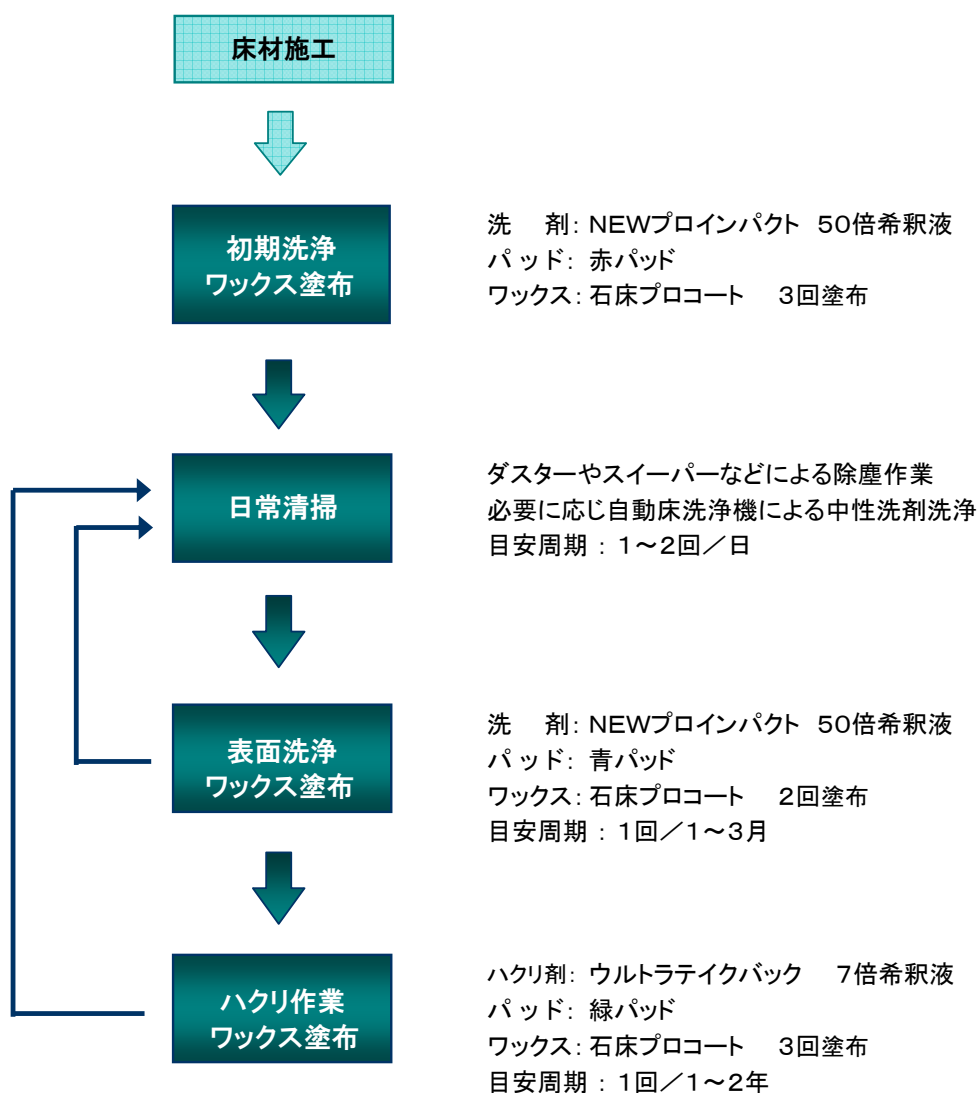 床材施工
初期洗浄
ワックス塗布
洗　剤： NEWプロインパクト　50倍希釈液
パッド： 赤パッド
ワックス： 石床プロコート　3回塗布
日常清掃
ダスターやスイーパーなどによる除塵作業
必要に応じ自動床洗浄機による中性洗剤洗浄
目安周期 ： 1～2回／日
表面洗浄
ワックス塗布
洗　剤： NEWプロインパクト　50倍希釈液
パッド： 青パッド
ワックス： 石床プロコート　2回塗布
目安周期 ： 1回／1～3月
ハクリ作業
ワックス塗布
ハクリ剤： ウルトラテイクバック　7倍希釈液
パッド： 緑パッド
ワックス： 石床プロコート　3回塗布
目安周期 ： 1回／1～2年